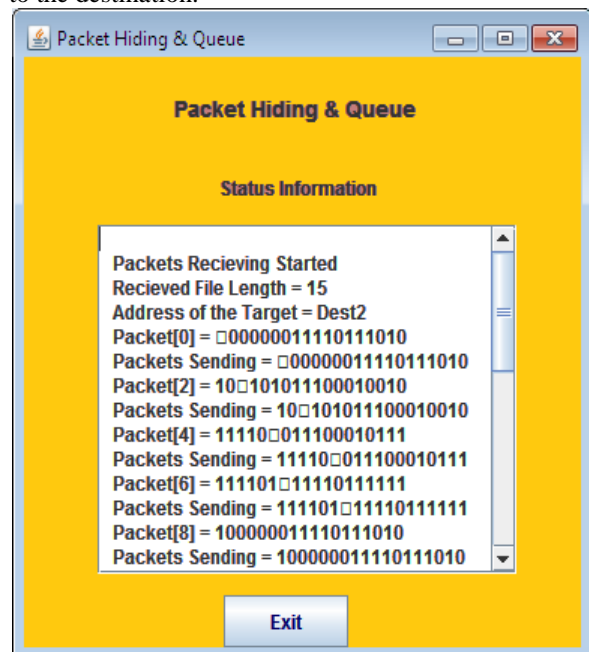 to the destination.
Packet Hiding & Queue
Packet Hiding & Queue
Status Information
Packets Recieving Started
Recieved File Length = 15
Address of the Target = Dest2
Packet[0] = □00000011110111010
Packets Sending = □00000011110111010
Packet[2] = 10□101011100010010
Packets Sending = 10□101011100010010
Packet[4] = 11110□011100010111
Packets Sending = 11110□011100010111
Packet[6] = 111101□11110111111
Packets Sending = 111101□11110111111
Packet[8] = 100000011110111010
Packets Sending = 100000011110111010
Exit